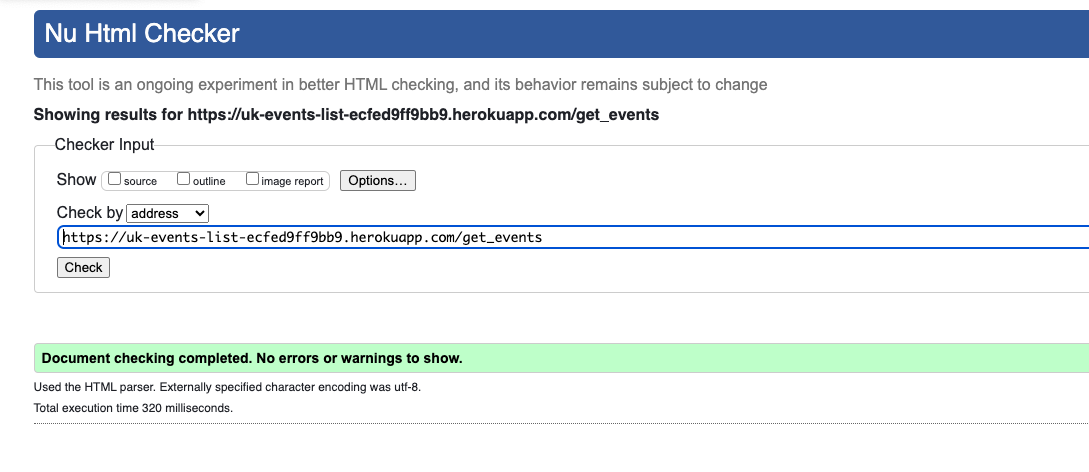 Nu Html Checker
This tool is an ongoing experiment in better HTML checking, and its behavior remains subject to change
Showing results for https://uk-events-list-ecfed9ff9bb9.herokuapp.com/get_events
Checker Input
Show source outline image report Options...
Check by address
https://uk-events-list-ecfed9ff9bb9.herokuapp.com/get_events
Check
Document checking completed. No errors or warnings to show.
Used the HTML parser. Externally specified character encoding was utf-8.
Total execution time 320 milliseconds.